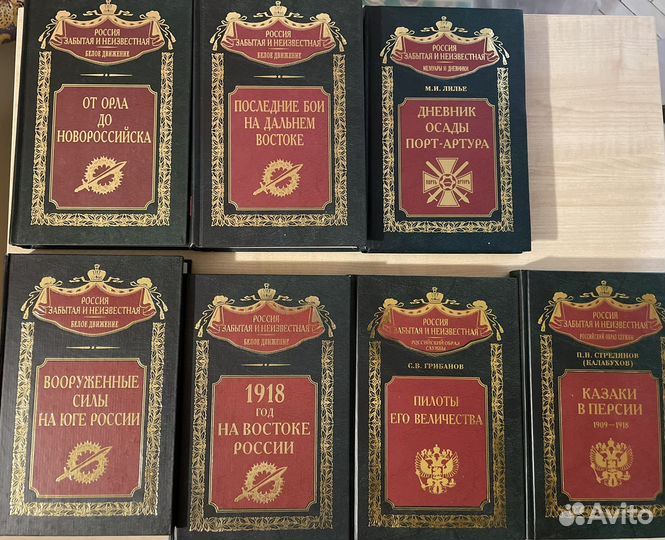 РОССИЯ
ЗАБЫТАЯ И НЕИЗВЕСТНАЯ
БЕЛОЕ ДВИЖЕНИЕ
ОТ ОРЛА
ДО
НОВОРОССИЙСКА
РОССИЯ
ЗАБЫТАЯ И НЕИЗВЕСТНАЯ
БЕЛОЕ ДВИЖЕНИЕ
ПОСЛЕДНИЕ БОИ
НА ДАЛЬНЕМ
ВОСТОКЕ
РОССИЯ
ЗАБЫТАЯ И НЕИЗВЕСТНАЯ
МЕМУАРЫ И ДНЕВНИКИ
М.И. ЛИЛЬЕ
ДНЕВНИК
ОСАДЫ
ПОРТ-АРТУРА
ПОРТЪ АРТУРЪ
РОССИЯ
ЗАБЫТАЯ И НЕИЗВЕСТНАЯ
БЕЛОЕ ДВИЖЕНИЕ
ВООРУЖЕННЫЕ
СИЛЫ
НА ЮГЕ РОССИИ
РОССИЯ
ЗАБЫТАЯ И НЕИЗВЕСТНАЯ
БЕЛОЕ ДВИЖЕНИЕ
1918
ГОД
НА ВОСТОКЕ
РОССИИ
РОССИЯ
ЗАБЫТАЯ И НЕИЗВЕСТНАЯ
РОССИЙСКИЙ ОБРАЗ
СЛУЖБЫ
С.В. ГРИБАНОВ
ПИЛОТЫ
ЕГО ВЕЛИЧЕСТВА
РОССИЯ
ЗАБЫТАЯ И НЕИЗВЕСТНАЯ
РОССИЙСКИЙ ОБРАЗ СЛУЖБЫ
П.Н. СТРЕЛЯНОВ
(КАЛАБУХОВ)
КАЗАКИ
В ПЕРСИИ
1909—1918
Avito